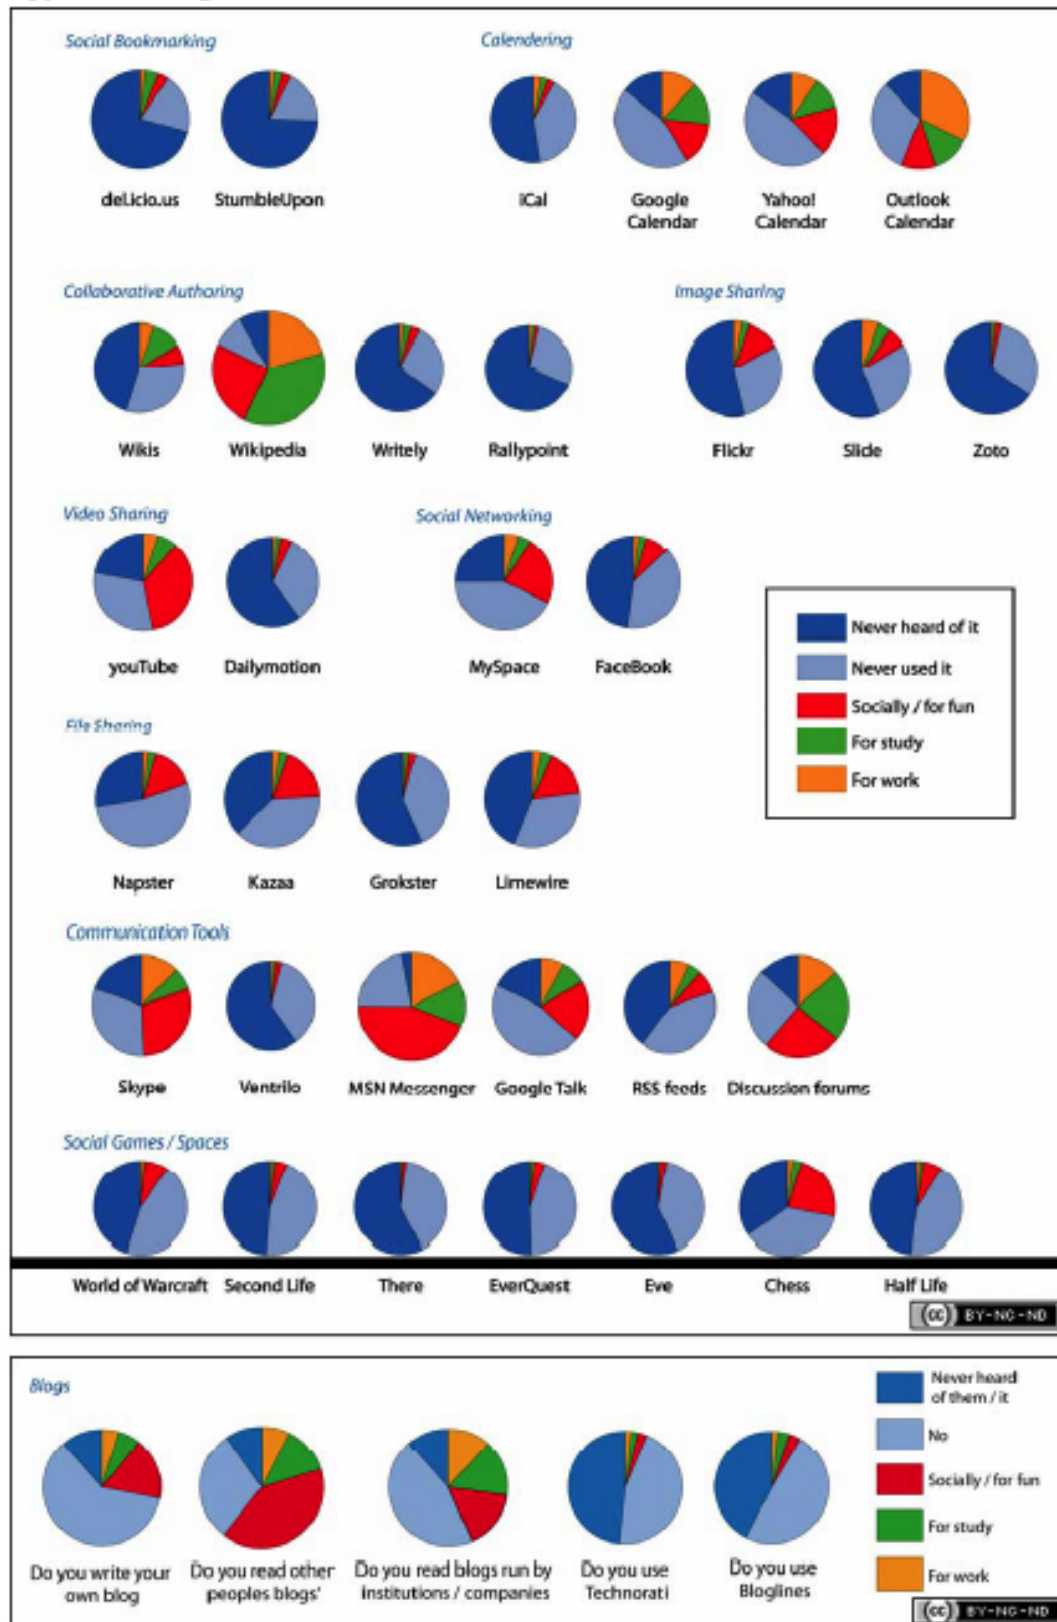 Social Bookmarking
Calendering
del.icio.us
StumbleUpon
iCal
Google
Calendar
Yahoo!
Calendar
Outlook
Calendar
Collaborative Authoring
Image Sharing
Wikis
Wikipedia
Writely
Rallypoint
Flickr
Slide
Zoto
Video Sharing
Social Networking
youTube
Dailymotion
MySpace
FaceBook
Never heard of it
Never used it
Socially / for fun
For study
For work
File Sharing
Napster
Kazaa
Grokster
Limewire
Communication Tools
Skype
Ventrilo
MSN Messenger
Google Talk
RSS feeds
Discussion forums
Social Games / Spaces
World of Warcraft
Second Life
There
EverQuest
Eve
Chess
Half Life
(cc) BY-NC-ND
Blogs
Never heard
of them / it
No
Socially / for fun
For study
For work
Do you write your
own blog
Do you read other
peoples blogs'
Do you read blogs run by
institutions / companies
Do you use
Technorati
Do you use
Bloglines
(cc) BY-NC-ND